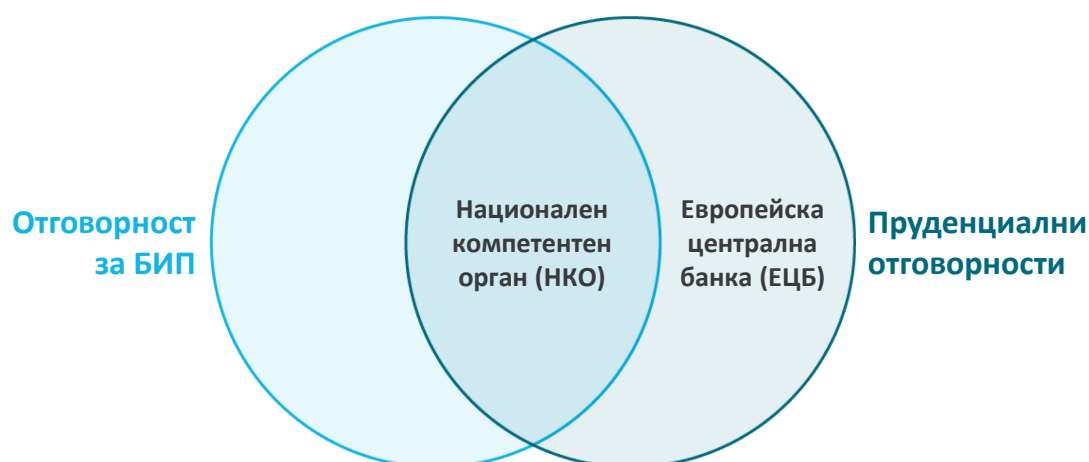 Отговорност
за БИП
Национален
компетентен
орган (НКО)
Европейска
централна
банка (ЕЦБ)
Пруденциални
отговорности